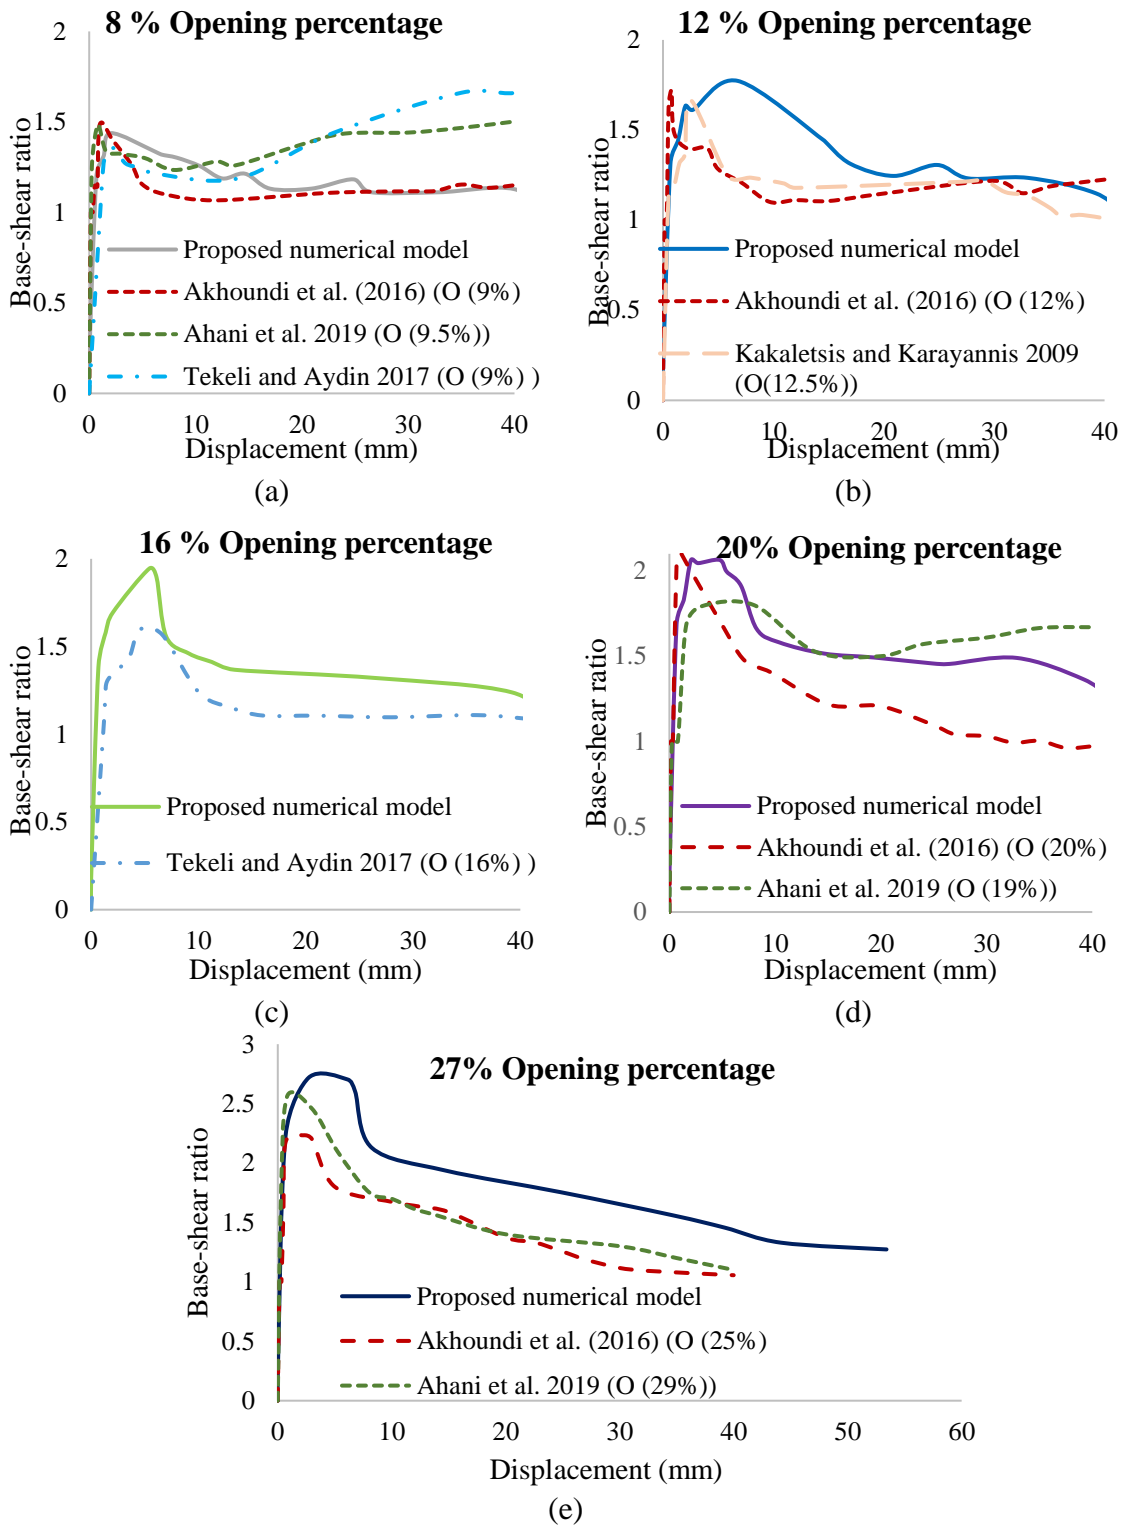 8 % Opening percentage
2
1.5
1
0.5
0
Base-shear ratio
Proposed numerical model
Akhoundi et al. (2016) (O (9%)
Ahani et al. 2019 (O (9.5%))
Tekeli and Aydin 2017 (O (9%) )
0 10 20 30 40
Displacement (mm)
(a)
12 % Opening percentage
2
1.5
1
0.5
0
Base-shear ratio
Proposed numerical model
Akhoundi et al. (2016) (O (12%)
Kakaletsis and Karayannis 2009
(O(12.5%))
0 10 20 30 40
Displacement (mm)
(b)
16 % Opening percentage
2
1.5
1
0.5
0
Base-shear ratio
Proposed numerical model
Tekeli and Aydin 2017 (O (16%) )
0 10 20 30 40
Displacement (mm)
(c)
20% Opening percentage
2
1.5
1
0.5
0
Base-shear ratio
Proposed numerical model
Akhoundi et al. (2016) (O (20%)
Ahani et al. 2019 (O (19%))
0 10 20 30 40
Displacement (mm)
(d)
27% Opening percentage
3
2.5
2
1.5
1
0.5
0
Base-shear ratio
Proposed numerical model
Akhoundi et al. (2016) (O (25%)
Ahani et al. 2019 (O (29%))
0 10 20 30 40 50 60
Displacement (mm)
(e)